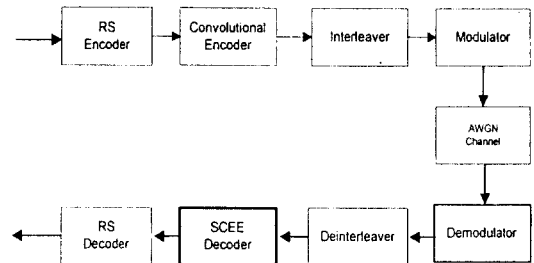 RS
Encoder
Convolutional
Encoder
Interleaver
Modulator
AWGN
Channel
RS
Decoder
SCEE
Decoder
Deinterleaver
Demodulator